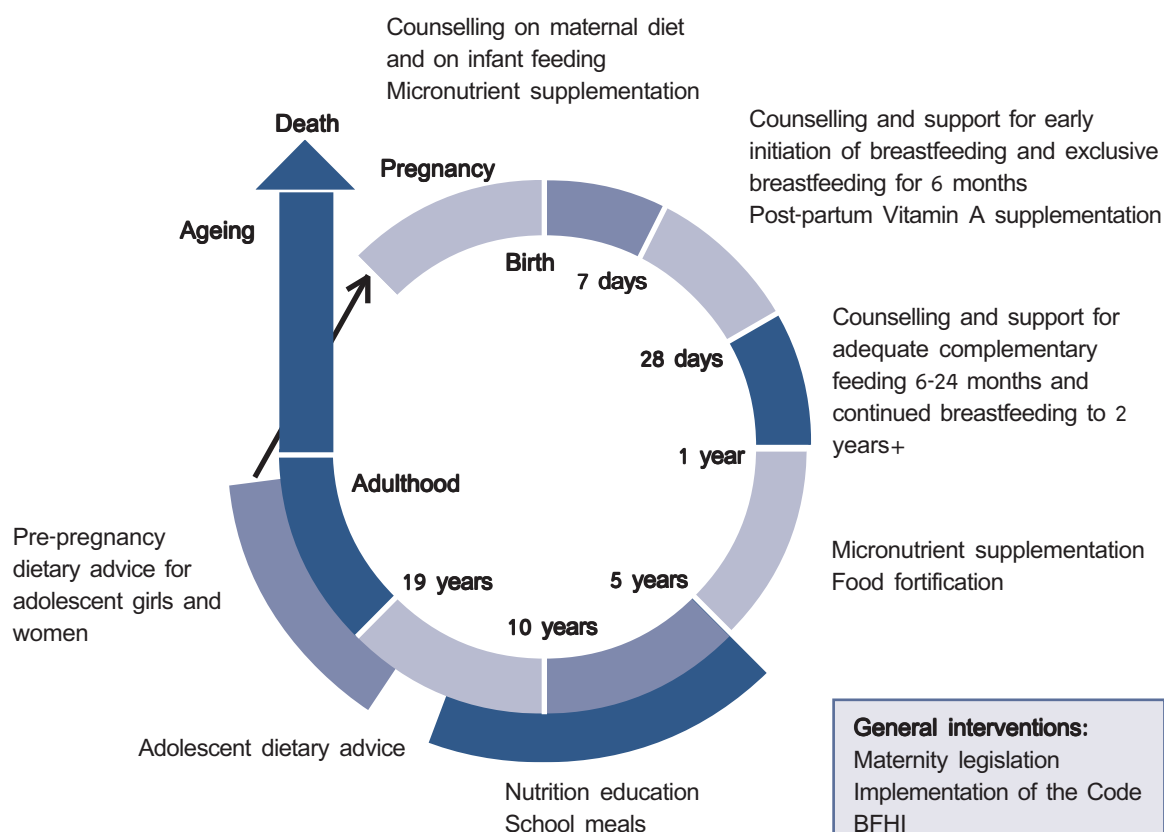 Counselling on maternal diet
and on infant feeding
Micronutrient supplementation
Death
Pregnancy
Ageing
Counselling and support for early
initiation of breastfeeding and exclusive
breastfeeding for 6 months
Post-partum Vitamin A supplementation
Birth
7 days
28 days
Counselling and support for
adequate complementary
feeding 6-24 months and
continued breastfeeding to 2
years+
1 year
Adulthood
Pre-pregnancy
dietary advice for
adolescent girls and
women
Micronutrient supplementation
Food fortification
19 years
5 years
10 years
Adolescent dietary advice
Nutrition education
School meals
General interventions:
Maternity legislation
Implementation of the Code
BFHI